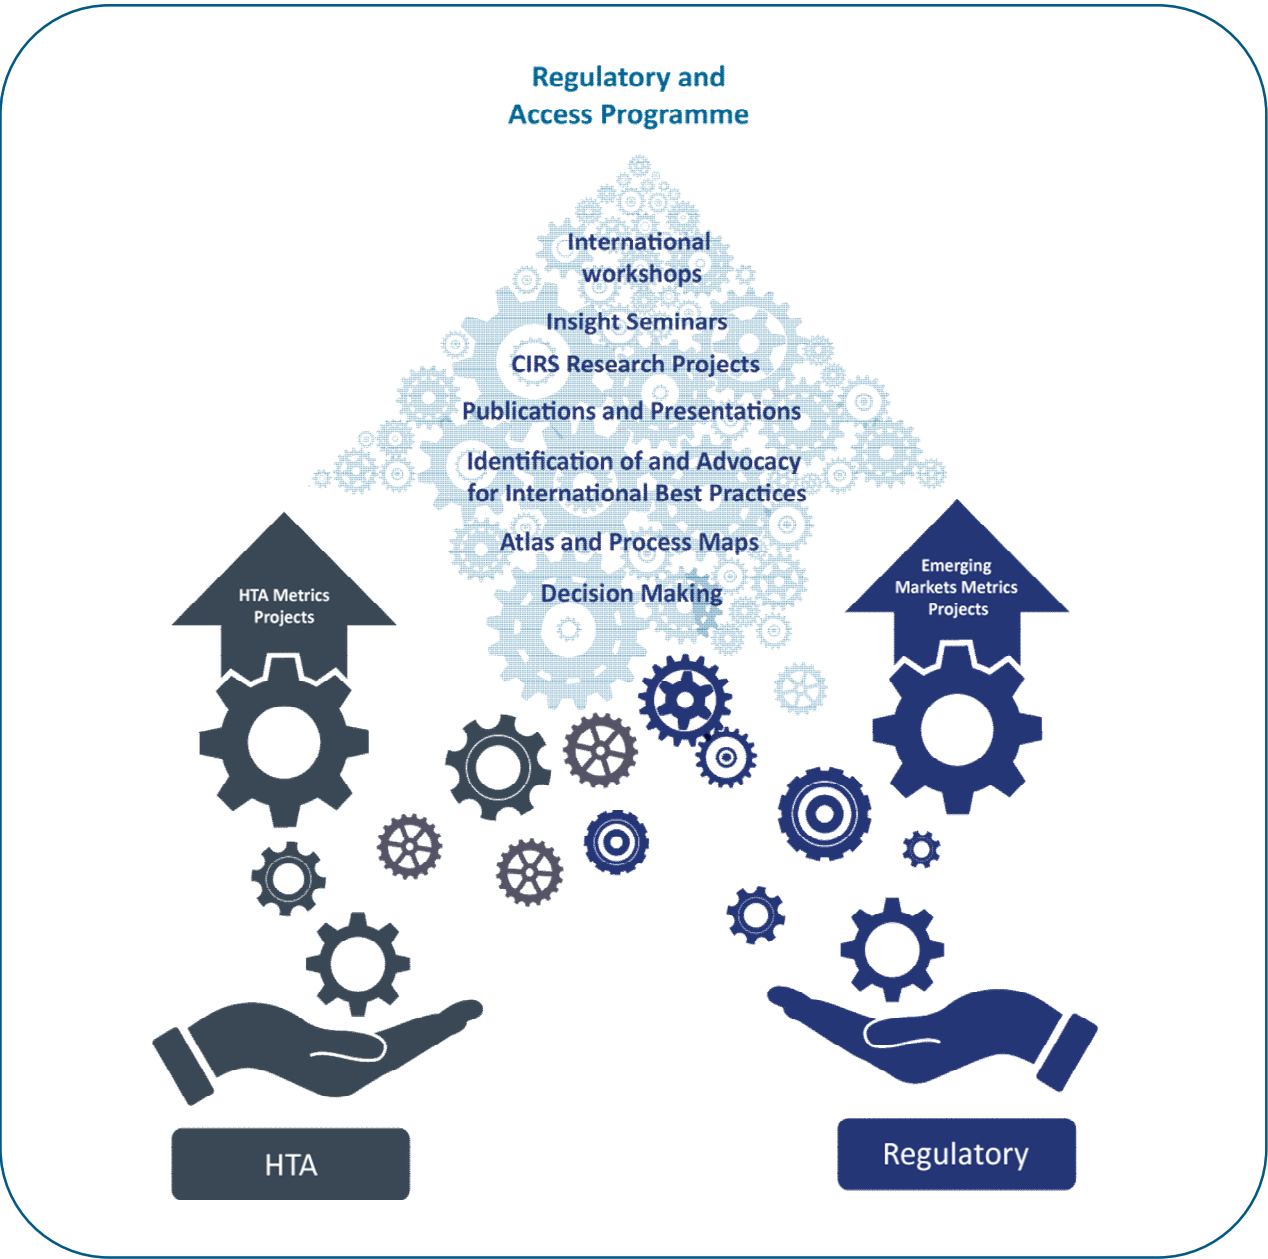 Regulatory and
Access Programme
International
workshops
Insight Seminars
CIRS Research Projects
Publications and Presentations
Identification of and Advocacy
for International Best Practices
Atlas and Process Maps
Decision Making
HTA Metrics
Projects
Emerging
Markets Metrics
Projects
HTA
Regulatory